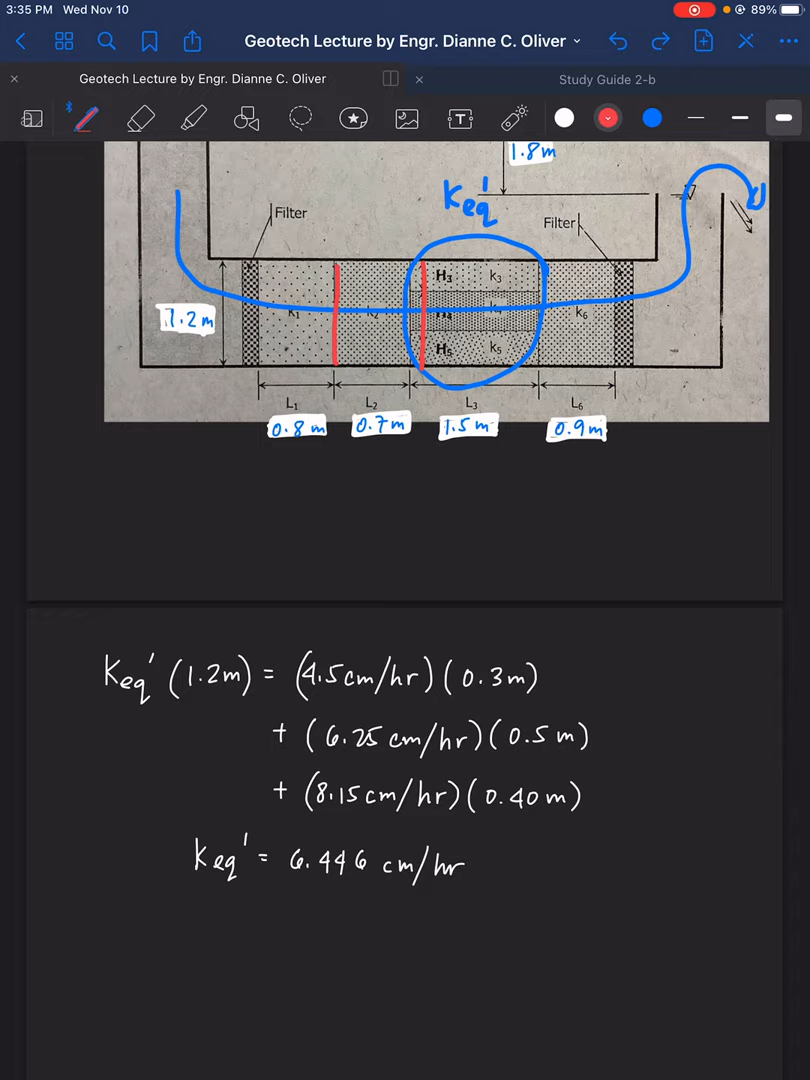 3:35 PM Wed Nov 10
89%
Geotech Lecture by Engr. Dianne C. Oliver
Geotech Lecture by Engr. Dianne C. Oliver
Study Guide 2-b
1.8m
Keq'
Filter
Filter
H₃ k₃
1.2m
k₁
k₆
H₅ k₅
L₁ L₂ L₃ L₆
0.8 m 0.7m 1.5m 0.9m
Keq' (1.2m) = (4.5cm/hr)(0.3m)
+ (6.25 cm/hr)(0.5m)
+ (8.15cm/hr)(0.40m)
Keq' = 6.446 cm/hr